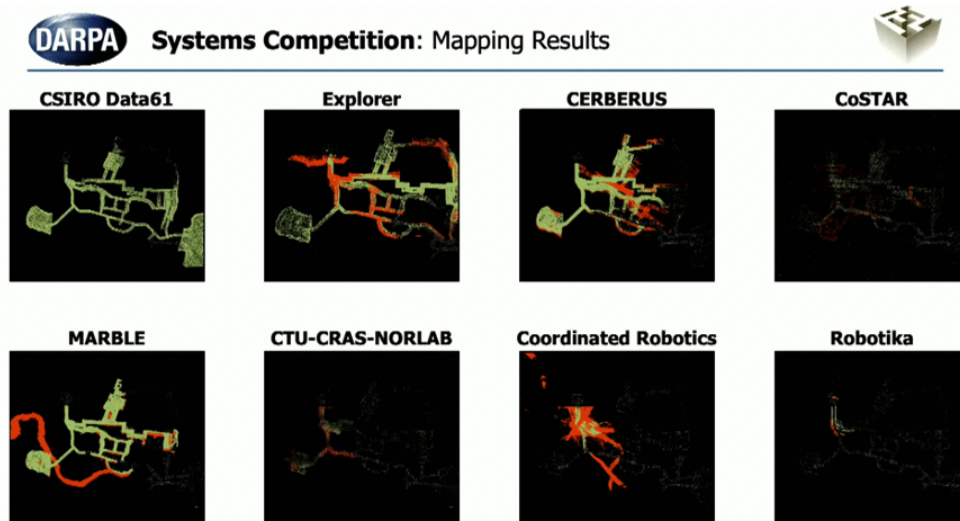 DARPA
Systems Competition: Mapping Results
CSIRO Data61
Explorer
CERBERUS
CoSTAR
MARBLE
CTU-CRAS-NORLAB
Coordinated Robotics
Robotika